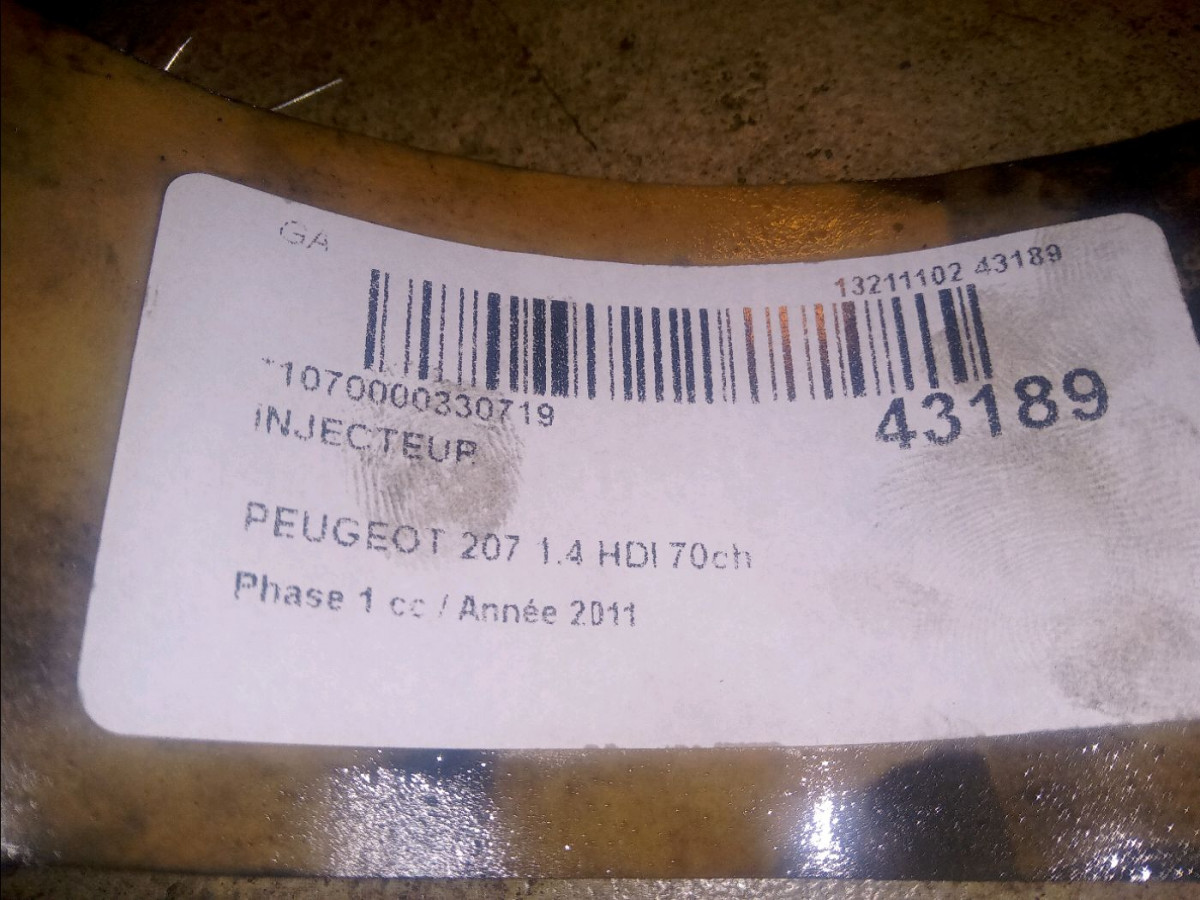 GA
13211102 43189
*1070000330719
43189
INJECTEUR
PEUGEOT 207 1.4 HDI 70ch
Phase 1 cc / Année 2011